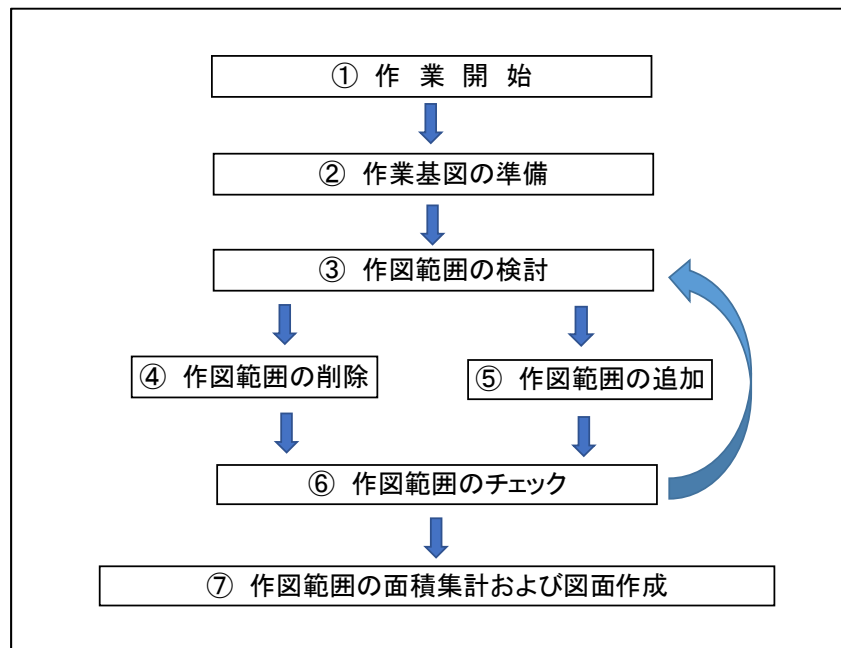 ① 作 業 開 始
② 作業基図の準備
③ 作図範囲の検討
④ 作図範囲の削除
⑤ 作図範囲の追加
⑥ 作図範囲のチェック
⑦ 作図範囲の面積集計および図面作成